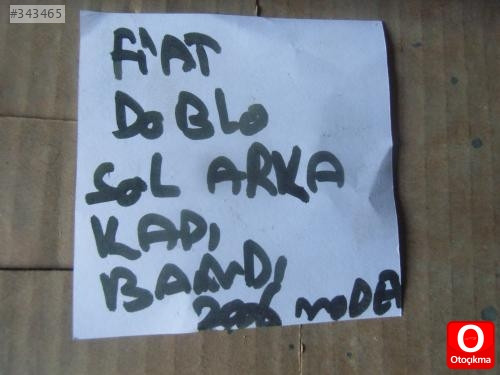 #343465
FİAT
DOBLO
SOL ARKA
KAPI
BANDI
2006 MODEL
Otoçıkma